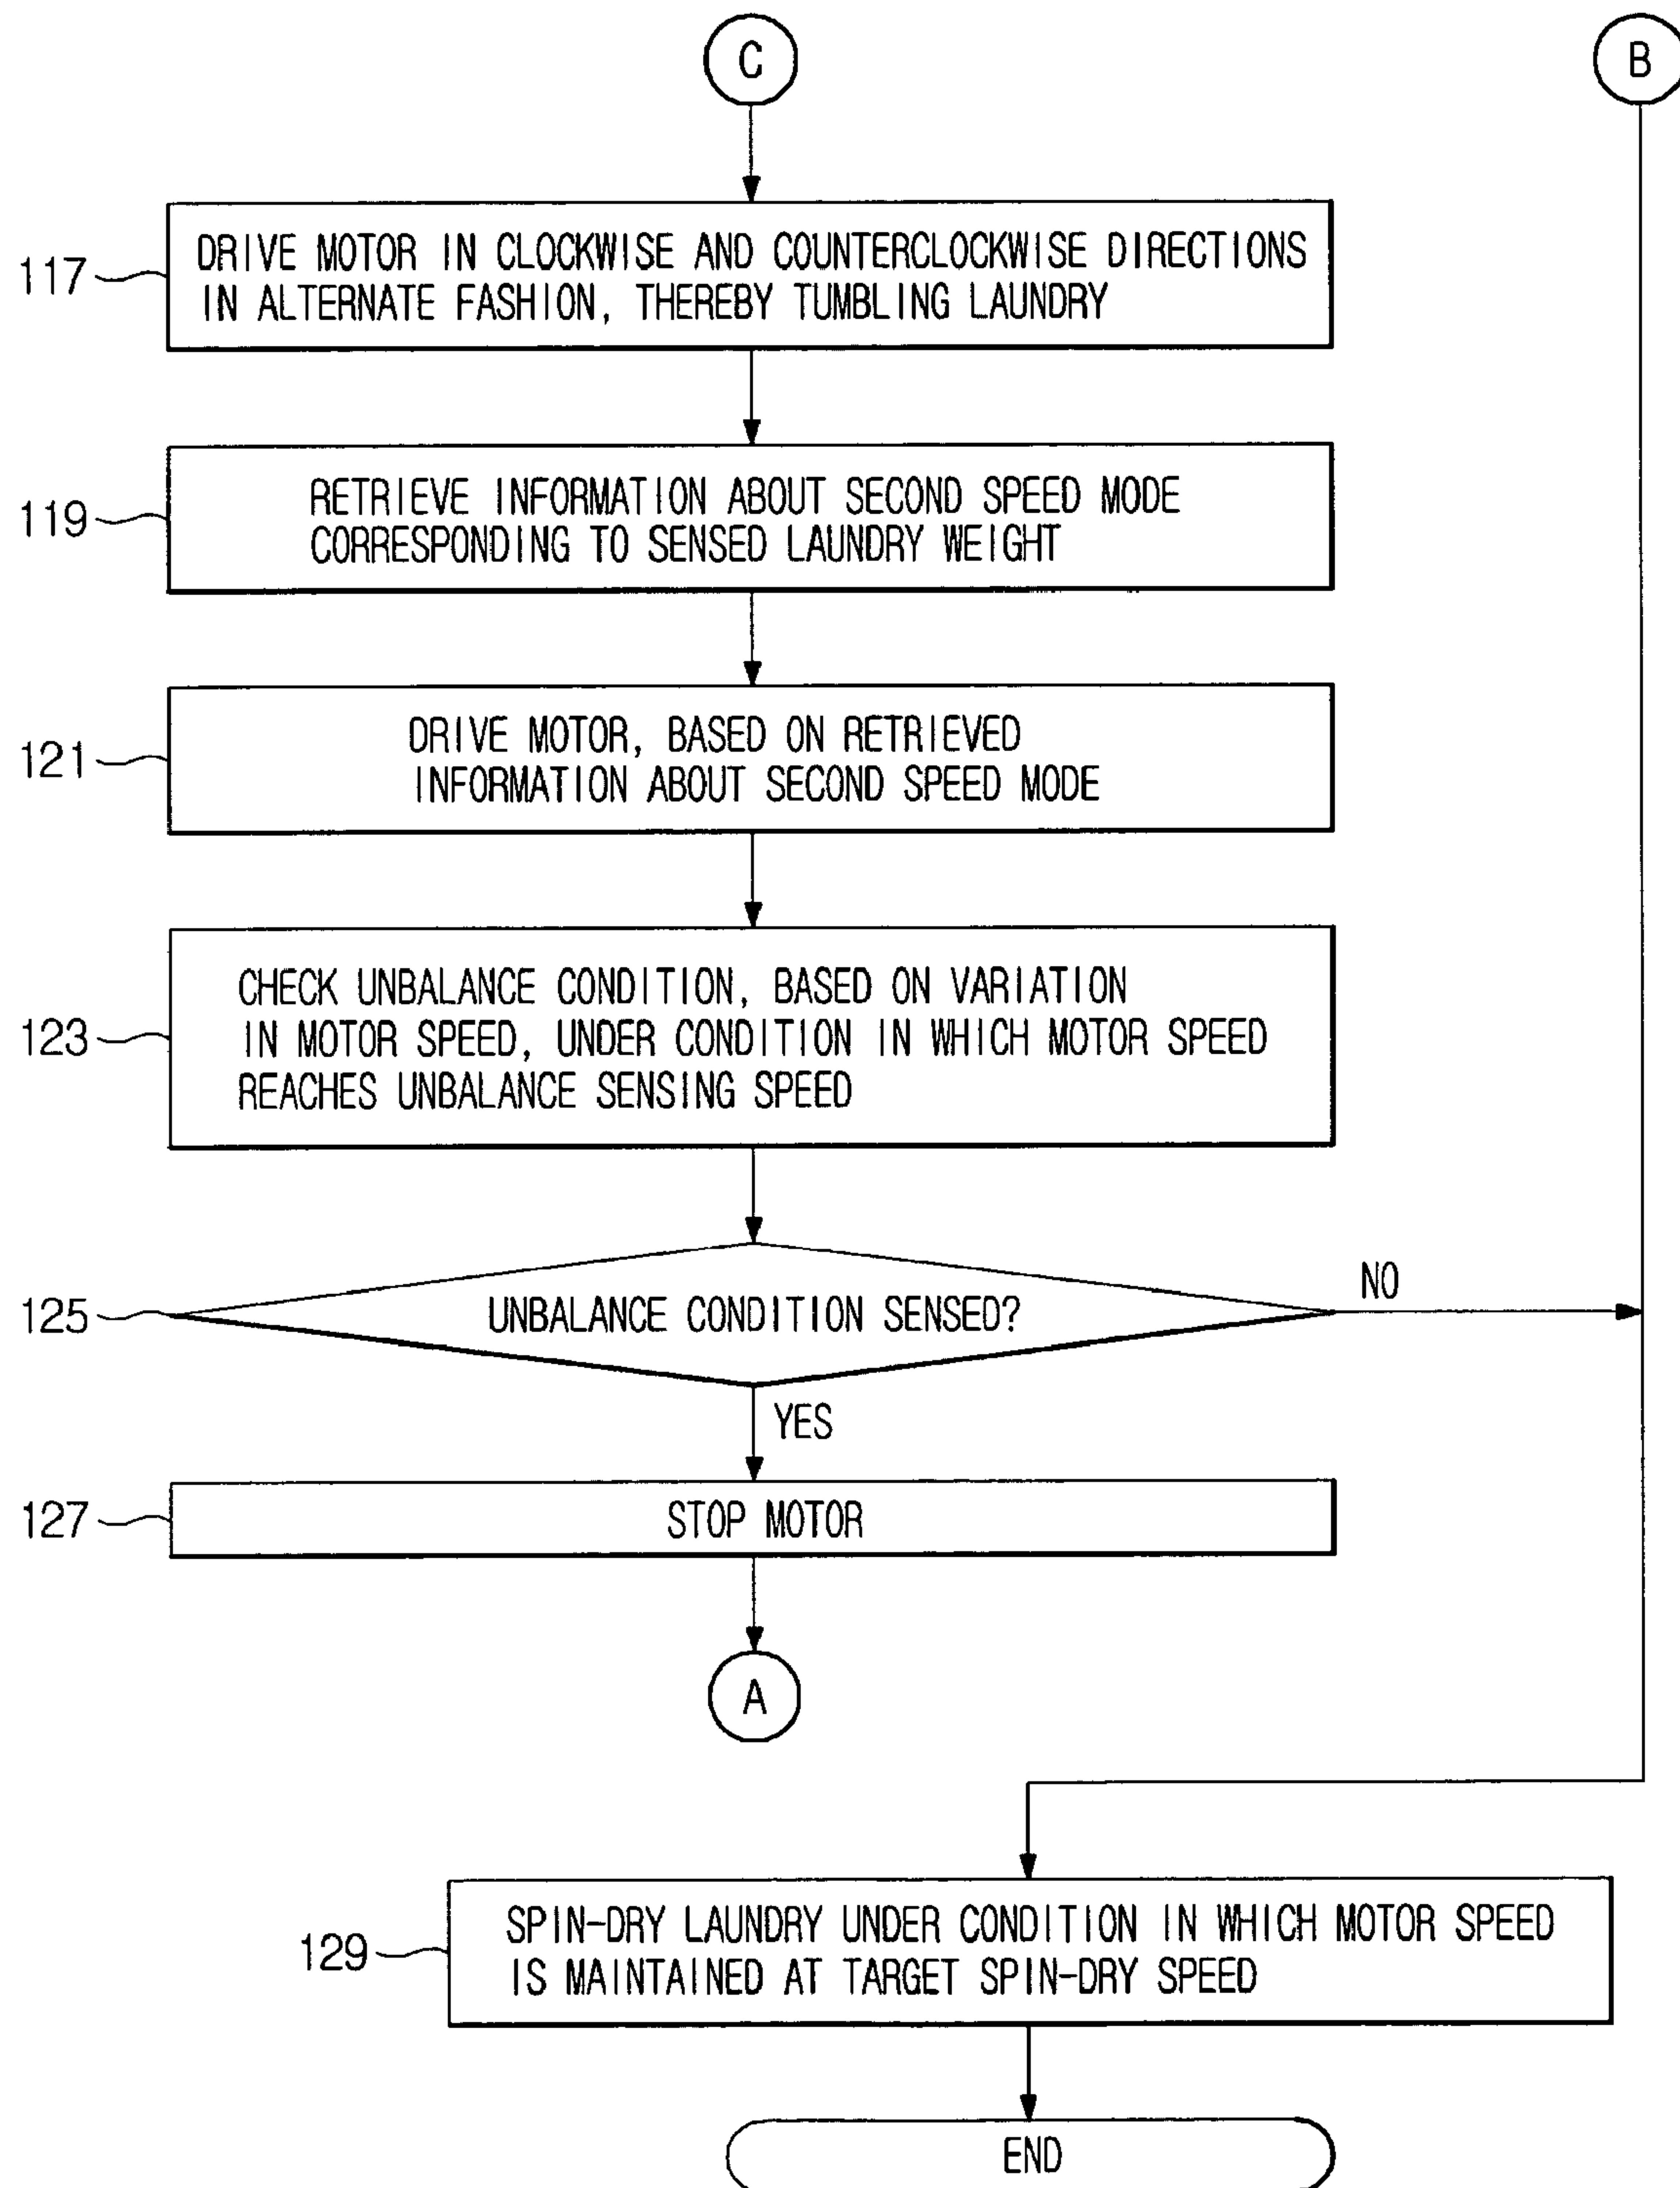 C
B
117
DRIVE MOTOR IN CLOCKWISE AND COUNTERCLOCKWISE DIRECTIONS
IN ALTERNATE FASHION, THEREBY TUMBLING LAUNDRY
119
RETRIEVE INFORMATION ABOUT SECOND SPEED MODE
CORRESPONDING TO SENSED LAUNDRY WEIGHT
121
DRIVE MOTOR, BASED ON RETRIEVED
INFORMATION ABOUT SECOND SPEED MODE
123
CHECK UNBALANCE CONDITION, BASED ON VARIATION
IN MOTOR SPEED, UNDER CONDITION IN WHICH MOTOR SPEED
REACHES UNBALANCE SENSING SPEED
125
UNBALANCE CONDITION SENSED?
NO
YES
127
STOP MOTOR
A
129
SPIN-DRY LAUNDRY UNDER CONDITION IN WHICH MOTOR SPEED
IS MAINTAINED AT TARGET SPIN-DRY SPEED
END